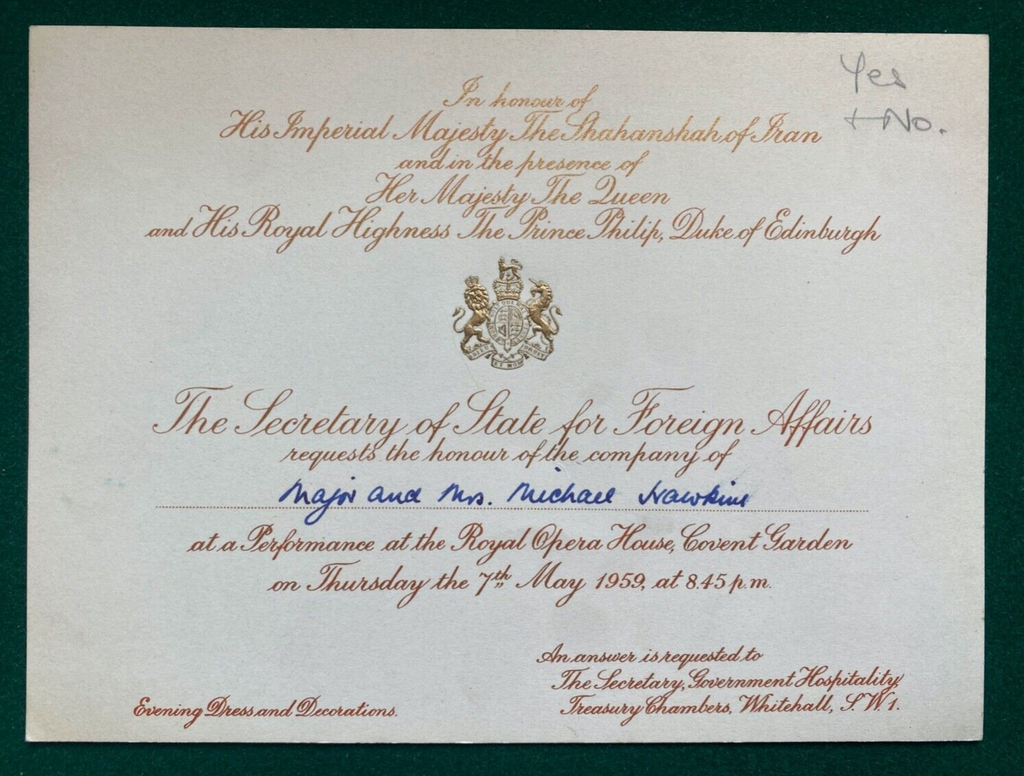 Yes
+ No.
In honour of
His Imperial Majesty The Shahanshah of Iran
and in the presence of
Her Majesty The Queen
and His Royal Highness The Prince Philip, Duke of Edinburgh
The Secretary of State for Foreign Affairs
requests the honour of the company of
Major and Mrs. Michael Hawkins
at a Performance at the Royal Opera House, Covent Garden
on Thursday the 7th May 1959, at 8.45 p.m.
An answer is requested to
The Secretary, Government Hospitality,
Treasury Chambers, Whitehall, S.W.1.
Evening Dress and Decorations.